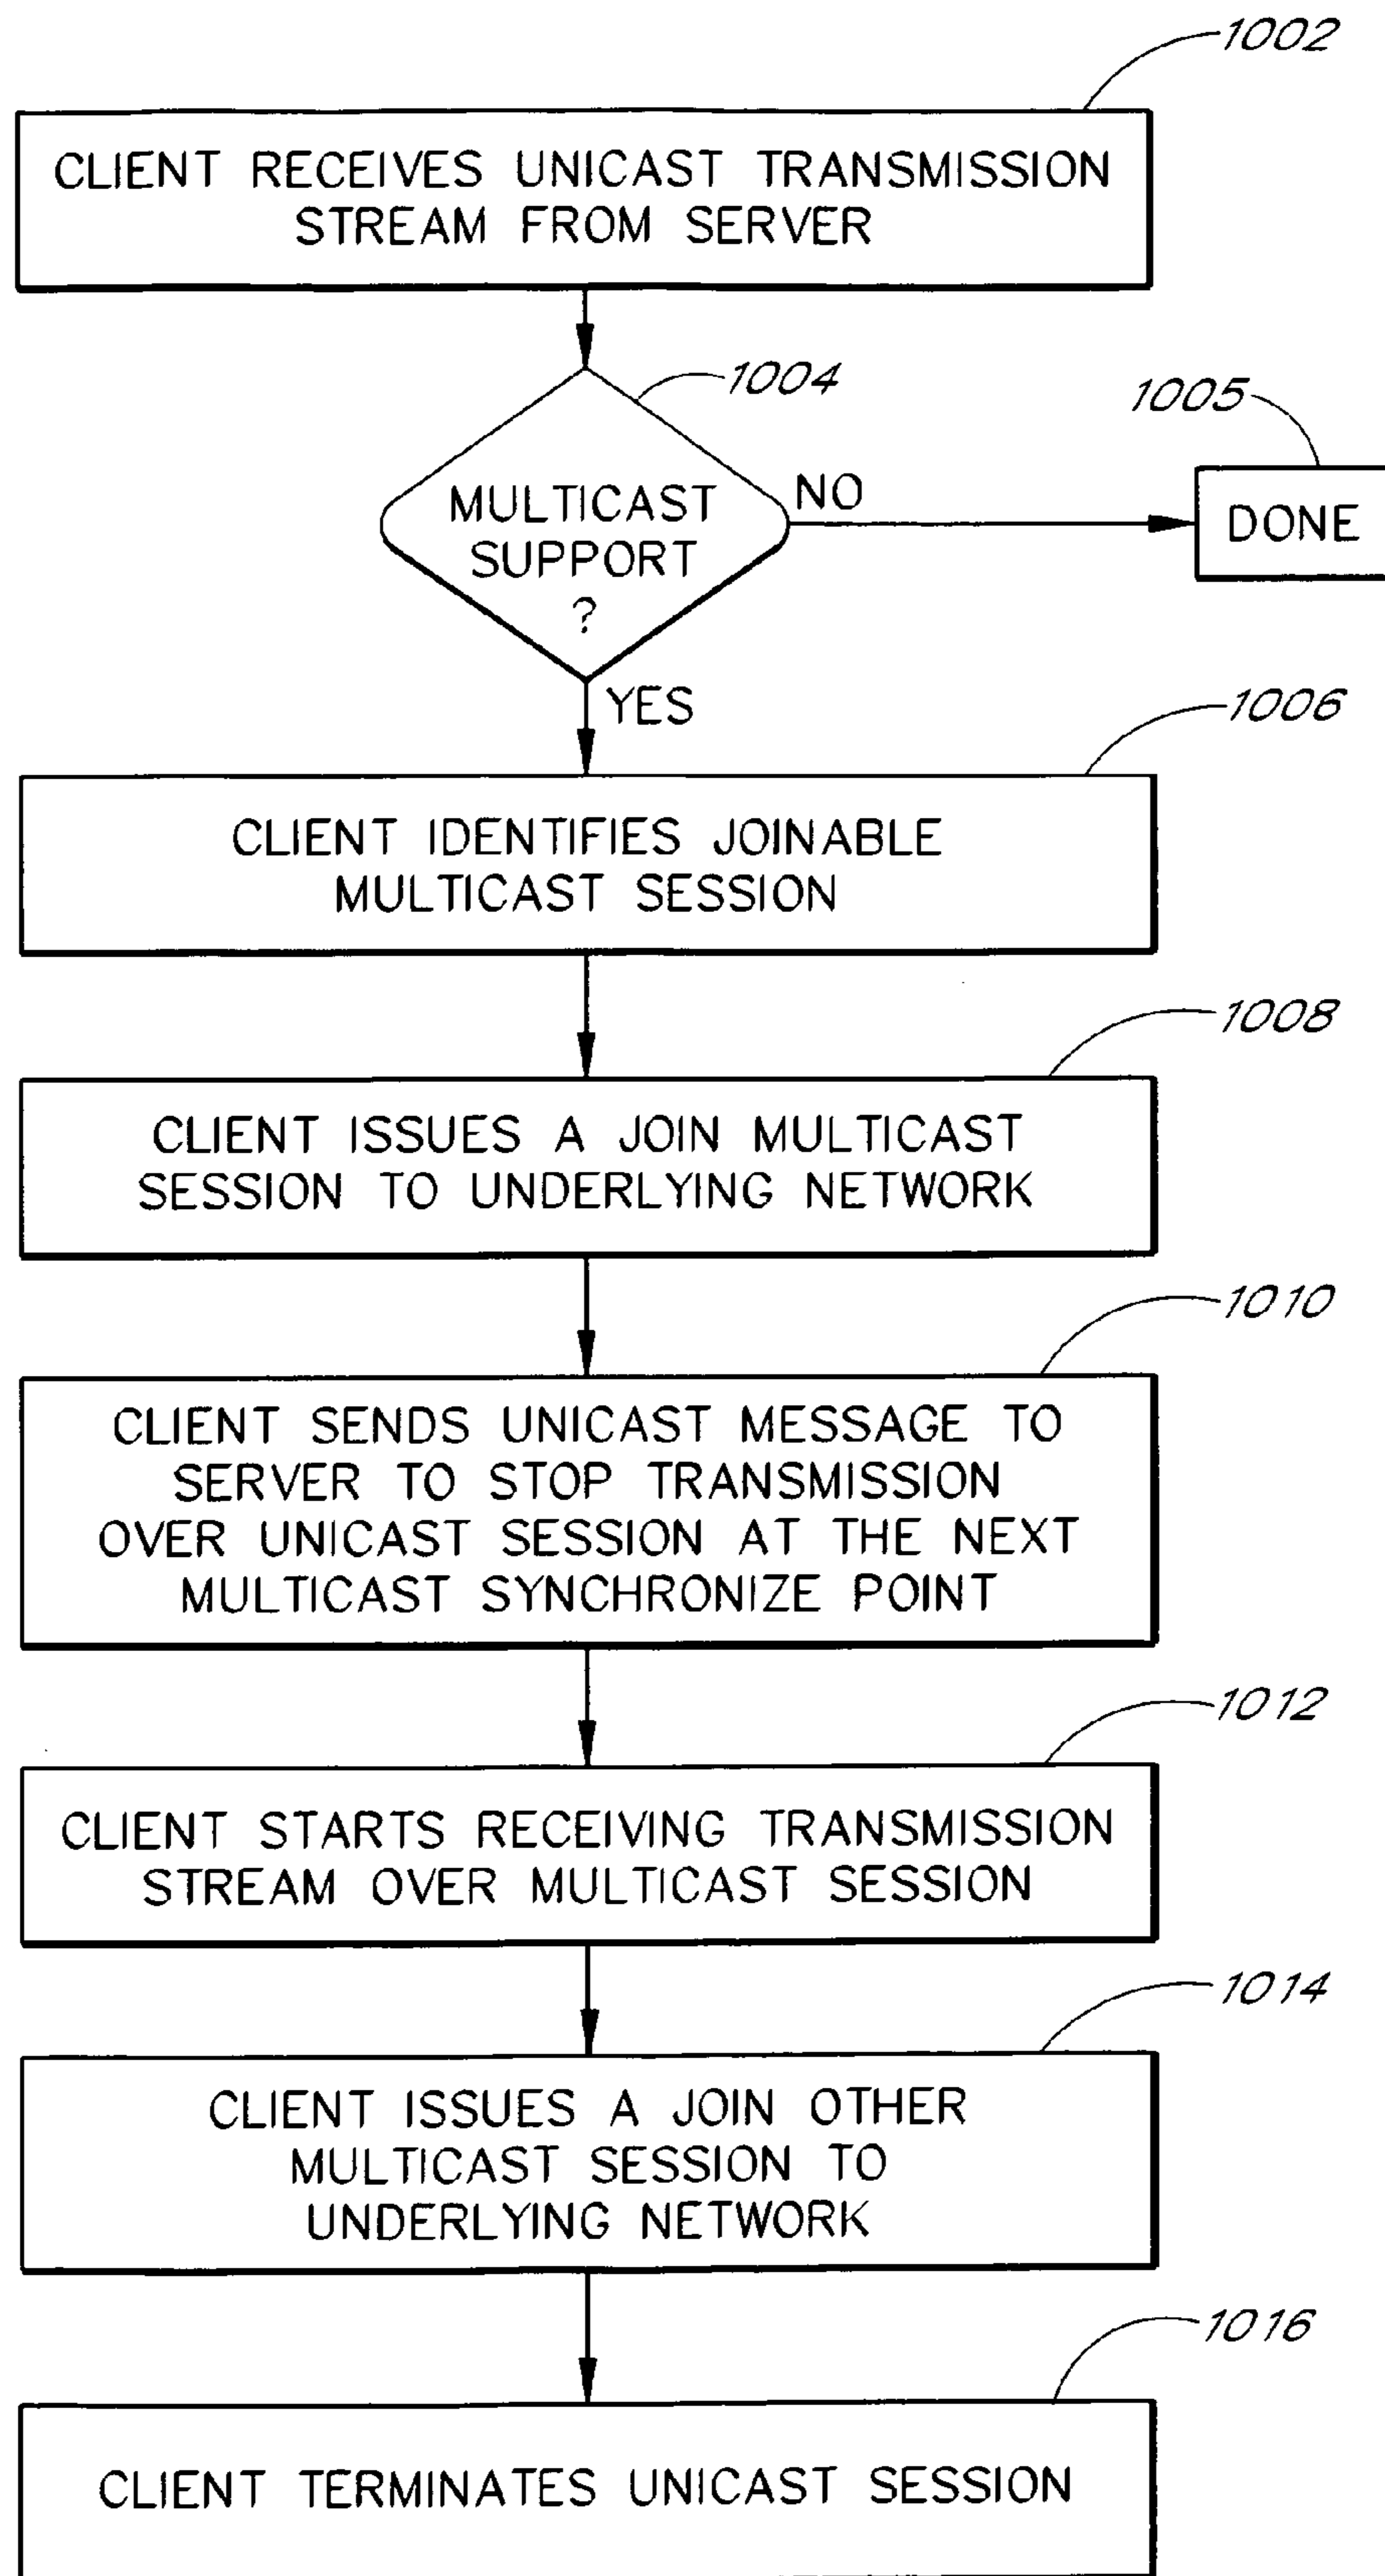 1002
CLIENT RECEIVES UNICAST TRANSMISSION
STREAM FROM SERVER
1004
MULTICAST
SUPPORT
?
NO
1005
DONE
YES
1006
CLIENT IDENTIFIES JOINABLE
MULTICAST SESSION
1008
CLIENT ISSUES A JOIN MULTICAST
SESSION TO UNDERLYING NETWORK
1010
CLIENT SENDS UNICAST MESSAGE TO
SERVER TO STOP TRANSMISSION
OVER UNICAST SESSION AT THE NEXT
MULTICAST SYNCHRONIZE POINT
1012
CLIENT STARTS RECEIVING TRANSMISSION
STREAM OVER MULTICAST SESSION
1014
CLIENT ISSUES A JOIN OTHER
MULTICAST SESSION TO
UNDERLYING NETWORK
1016
CLIENT TERMINATES UNICAST SESSION